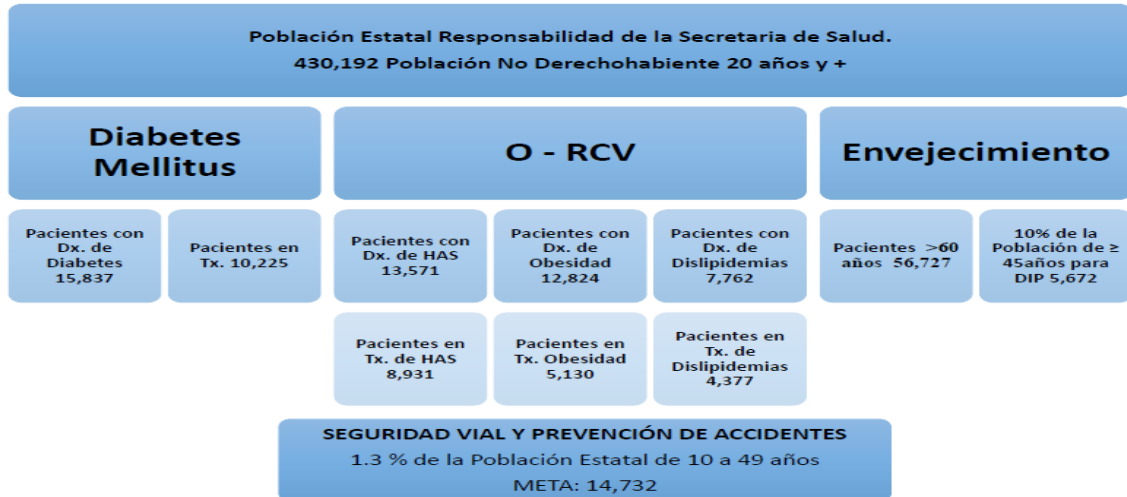 Población Estatal Responsabilidad de la Secretaria de Salud.
430,192 Población No Derechohabiente 20 años y +
Diabetes
Mellitus
O - RCV
Envejecimiento
Pacientes con
Dx. de
Diabetes
15,837
Pacientes en
Tx. 10,225
Pacientes con
Dx. de HAS
13,571
Pacientes con
Dx. de
Obesidad
12,824
Pacientes con
Dx. de
Dislipidemias
7,762
Pacientes >60
años 56,727
10% de la
Población de ≥
45años para
DIP 5,672
Pacientes en
Tx. de HAS
8,931
Pacientes en
Tx. Obesidad
5,130
Pacientes en
Tx. de
Dislipidemias
4,377
SEGURIDAD VIAL Y PREVENCIÓN DE ACCIDENTES
1.3 % de la Población Estatal de 10 a 49 años
META: 14,732